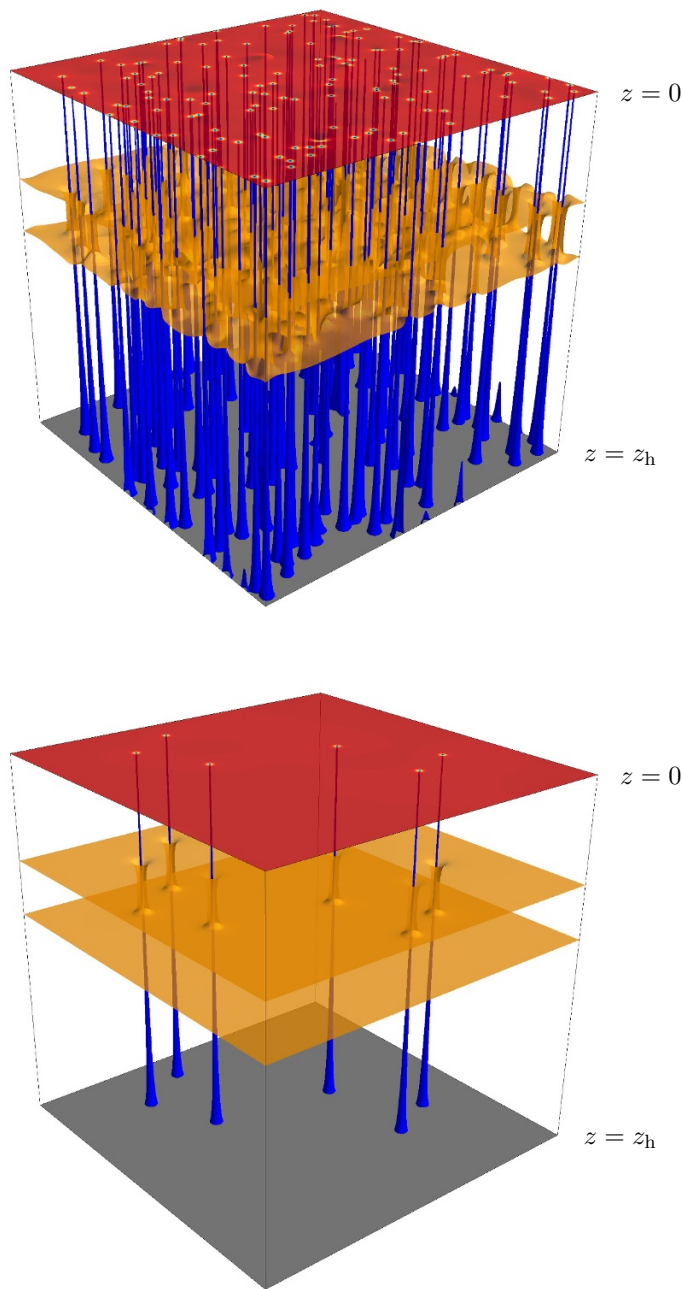 z = 0
z = z_h
z = 0
z = z_h